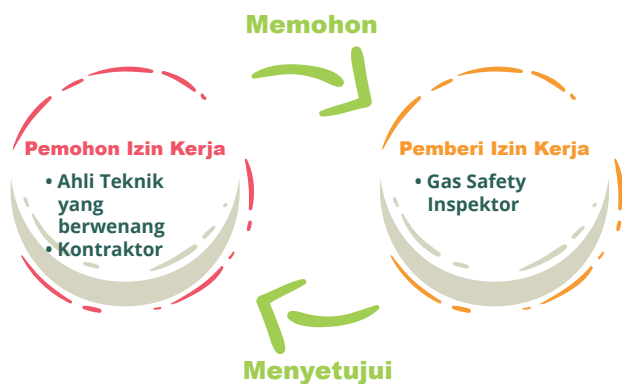 Memohon
Pemohon Izin Kerja
• Ahli Teknik
yang
berwenang
• Kontraktor
Pemberi Izin Kerja
• Gas Safety
Inspektor
Menyetujui